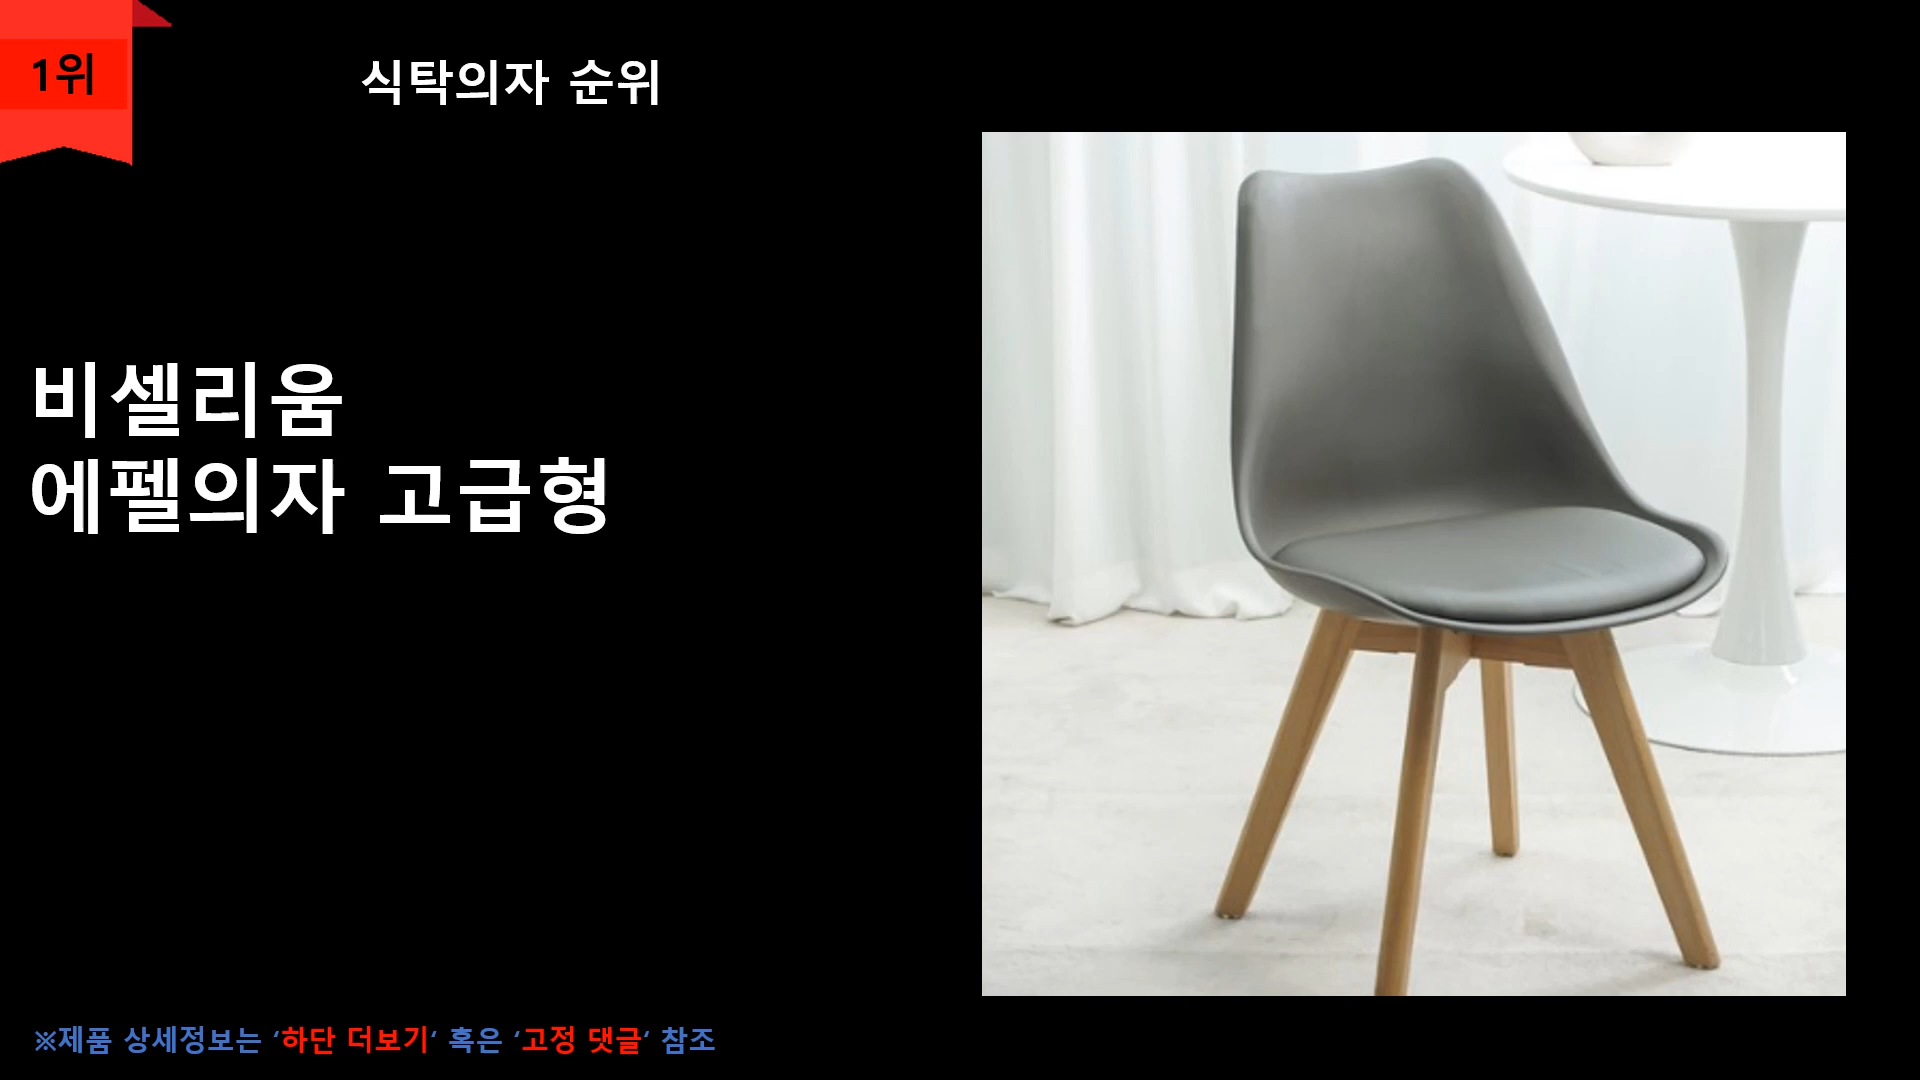 1위
식탁의자 순위
비셀리움
에펠의자 고급형
※제품 상세정보는 ‘하단 더보기‘ 혹은 ‘고정 댓글‘ 참조